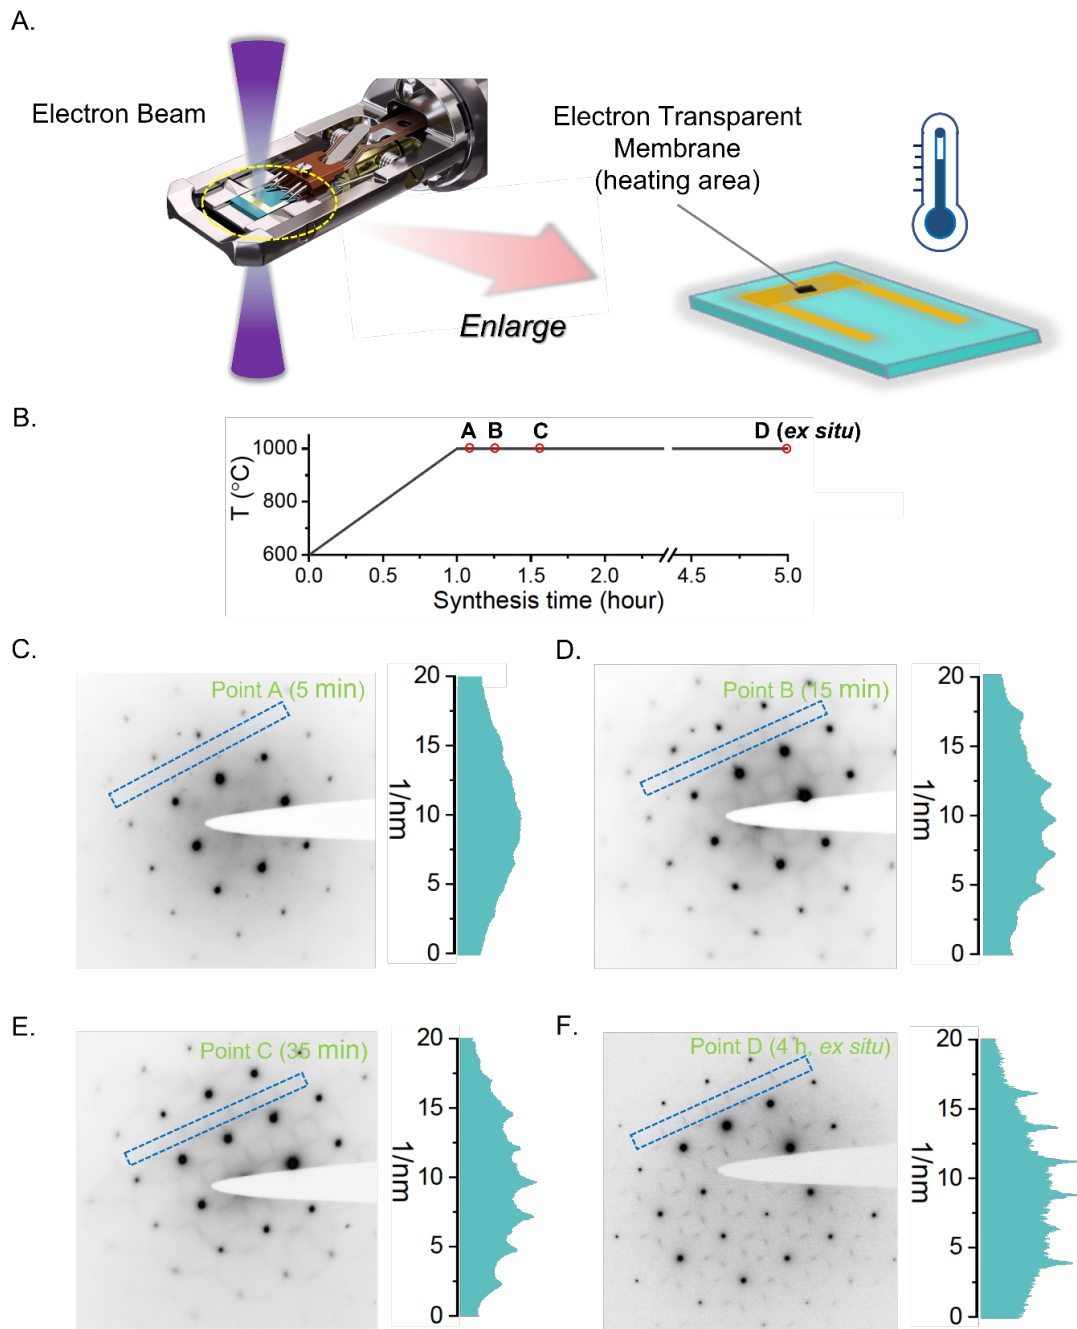 A.
Electron Beam
Electron Transparent
Membrane
(heating area)
Enlarge
B.
A B C D (ex situ)
1000
800
600
T (°C)
0.0 0.5 1.0 1.5 2.0 4.5 5.0
Synthesis time (hour)
C.
Point A (5 min)
20
15
10
5
0
1/nm
D.
Point B (15 min)
20
15
10
5
0
1/nm
E.
Point C (35 min)
20
15
10
5
0
1/nm
F.
Point D (4 h, ex situ)
20
15
10
5
0
1/nm